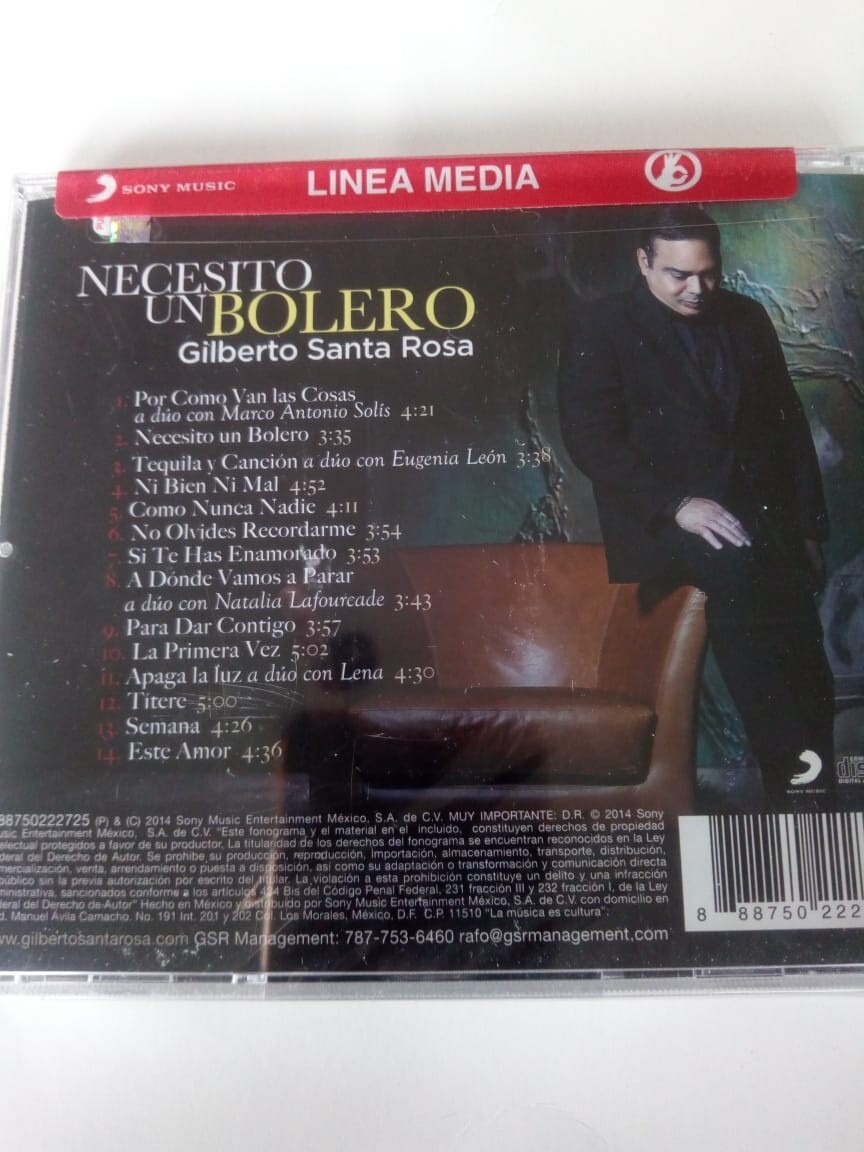 SONY MUSIC LINEA MEDIA
NECESITO
UN BOLERO
Gilberto Santa Rosa
1. Por Como Van las Cosas
a dúo con Marco Antonio Solís 4:21
2. Necesito un Bolero 3:35
3. Tequila y Canción a dúo con Eugenia León 3:38
4. Ni Bien Ni Mal 4:52
5. Como Nunca Nadie 4:11
6. No Olvides Recordarme 3:54
7. Si Te Has Enamorado 3:53
8. A Dónde Vamos a Parar
a dúo con Natalia Lafourcade 3:43
9. Para Dar Contigo 3:57
10. La Primera Vez 5:02
11. Apaga la luz a dúo con Lena 4:30
12. Títere 5:00
13. Semana 4:26
14. Este Amor 4:36
SONY MUSIC
88750222725 (P) & (C) 2014 Sony Music Entertainment México, S.A. de C.V. MUY IMPORTANTE: D.R. © 2014 Sony
Entertainment México, S.A. de C.V. "Este fonograma y el material en el incluido, constituyen derechos de propiedad
protegidos a favor de su productor. La titularidad de los derechos del fonograma se encuentran reconocidos en la Ley
del Derecho de Autor. Se prohibe su producción, reproducción, importación, almacenamiento, transporte, distribución,
venta, arrendamiento o puesta a disposición, así como su adaptación o transformación y comunicación directa
sin la previa autorización por escrito del titular. La violación a esta prohibición constituye un delito y una infracción
sancionados conforme a los artículos 424 Bis del Código Penal Federal, 231 fracción III y 232 fracción I, de la Ley
del Derecho de Autor" Hecho en México y distribuido por Sony Music Entertainment México, S.A. de C.V. con domicilio en
Manuel Avila Camacho. No. 191 Int. 201 y 202 Col. Los Morales, México, D.F. C.P. 11510 "La música es cultura":
8 88750 222
www.gilbertosantarosa.com GSR Management: 787-753-6460 rafo@gsrmanagement.com